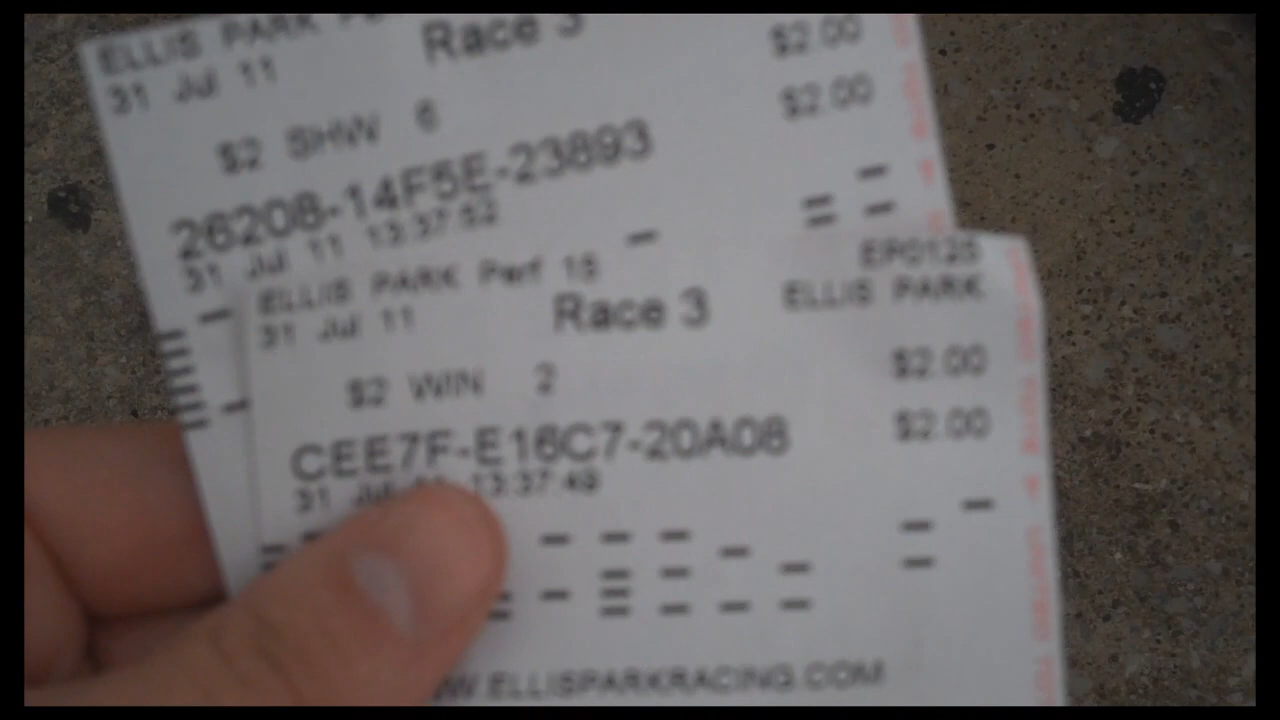 ELLIS PARK
31 Jul 11
Race 3
$2.00
$2 SHW 6
$2.00
26208-14F5E-23893
31 Jul 11 13:37:52
ELLIS PARK Perf 15
EP0125
31 Jul 11
Race 3
ELLIS PARK
$2 WIN 2
$2.00
CEE7F-E16C7-20A08
$2.00
31 Jul 13:37:49
W.ELLISPARKRACING.COM